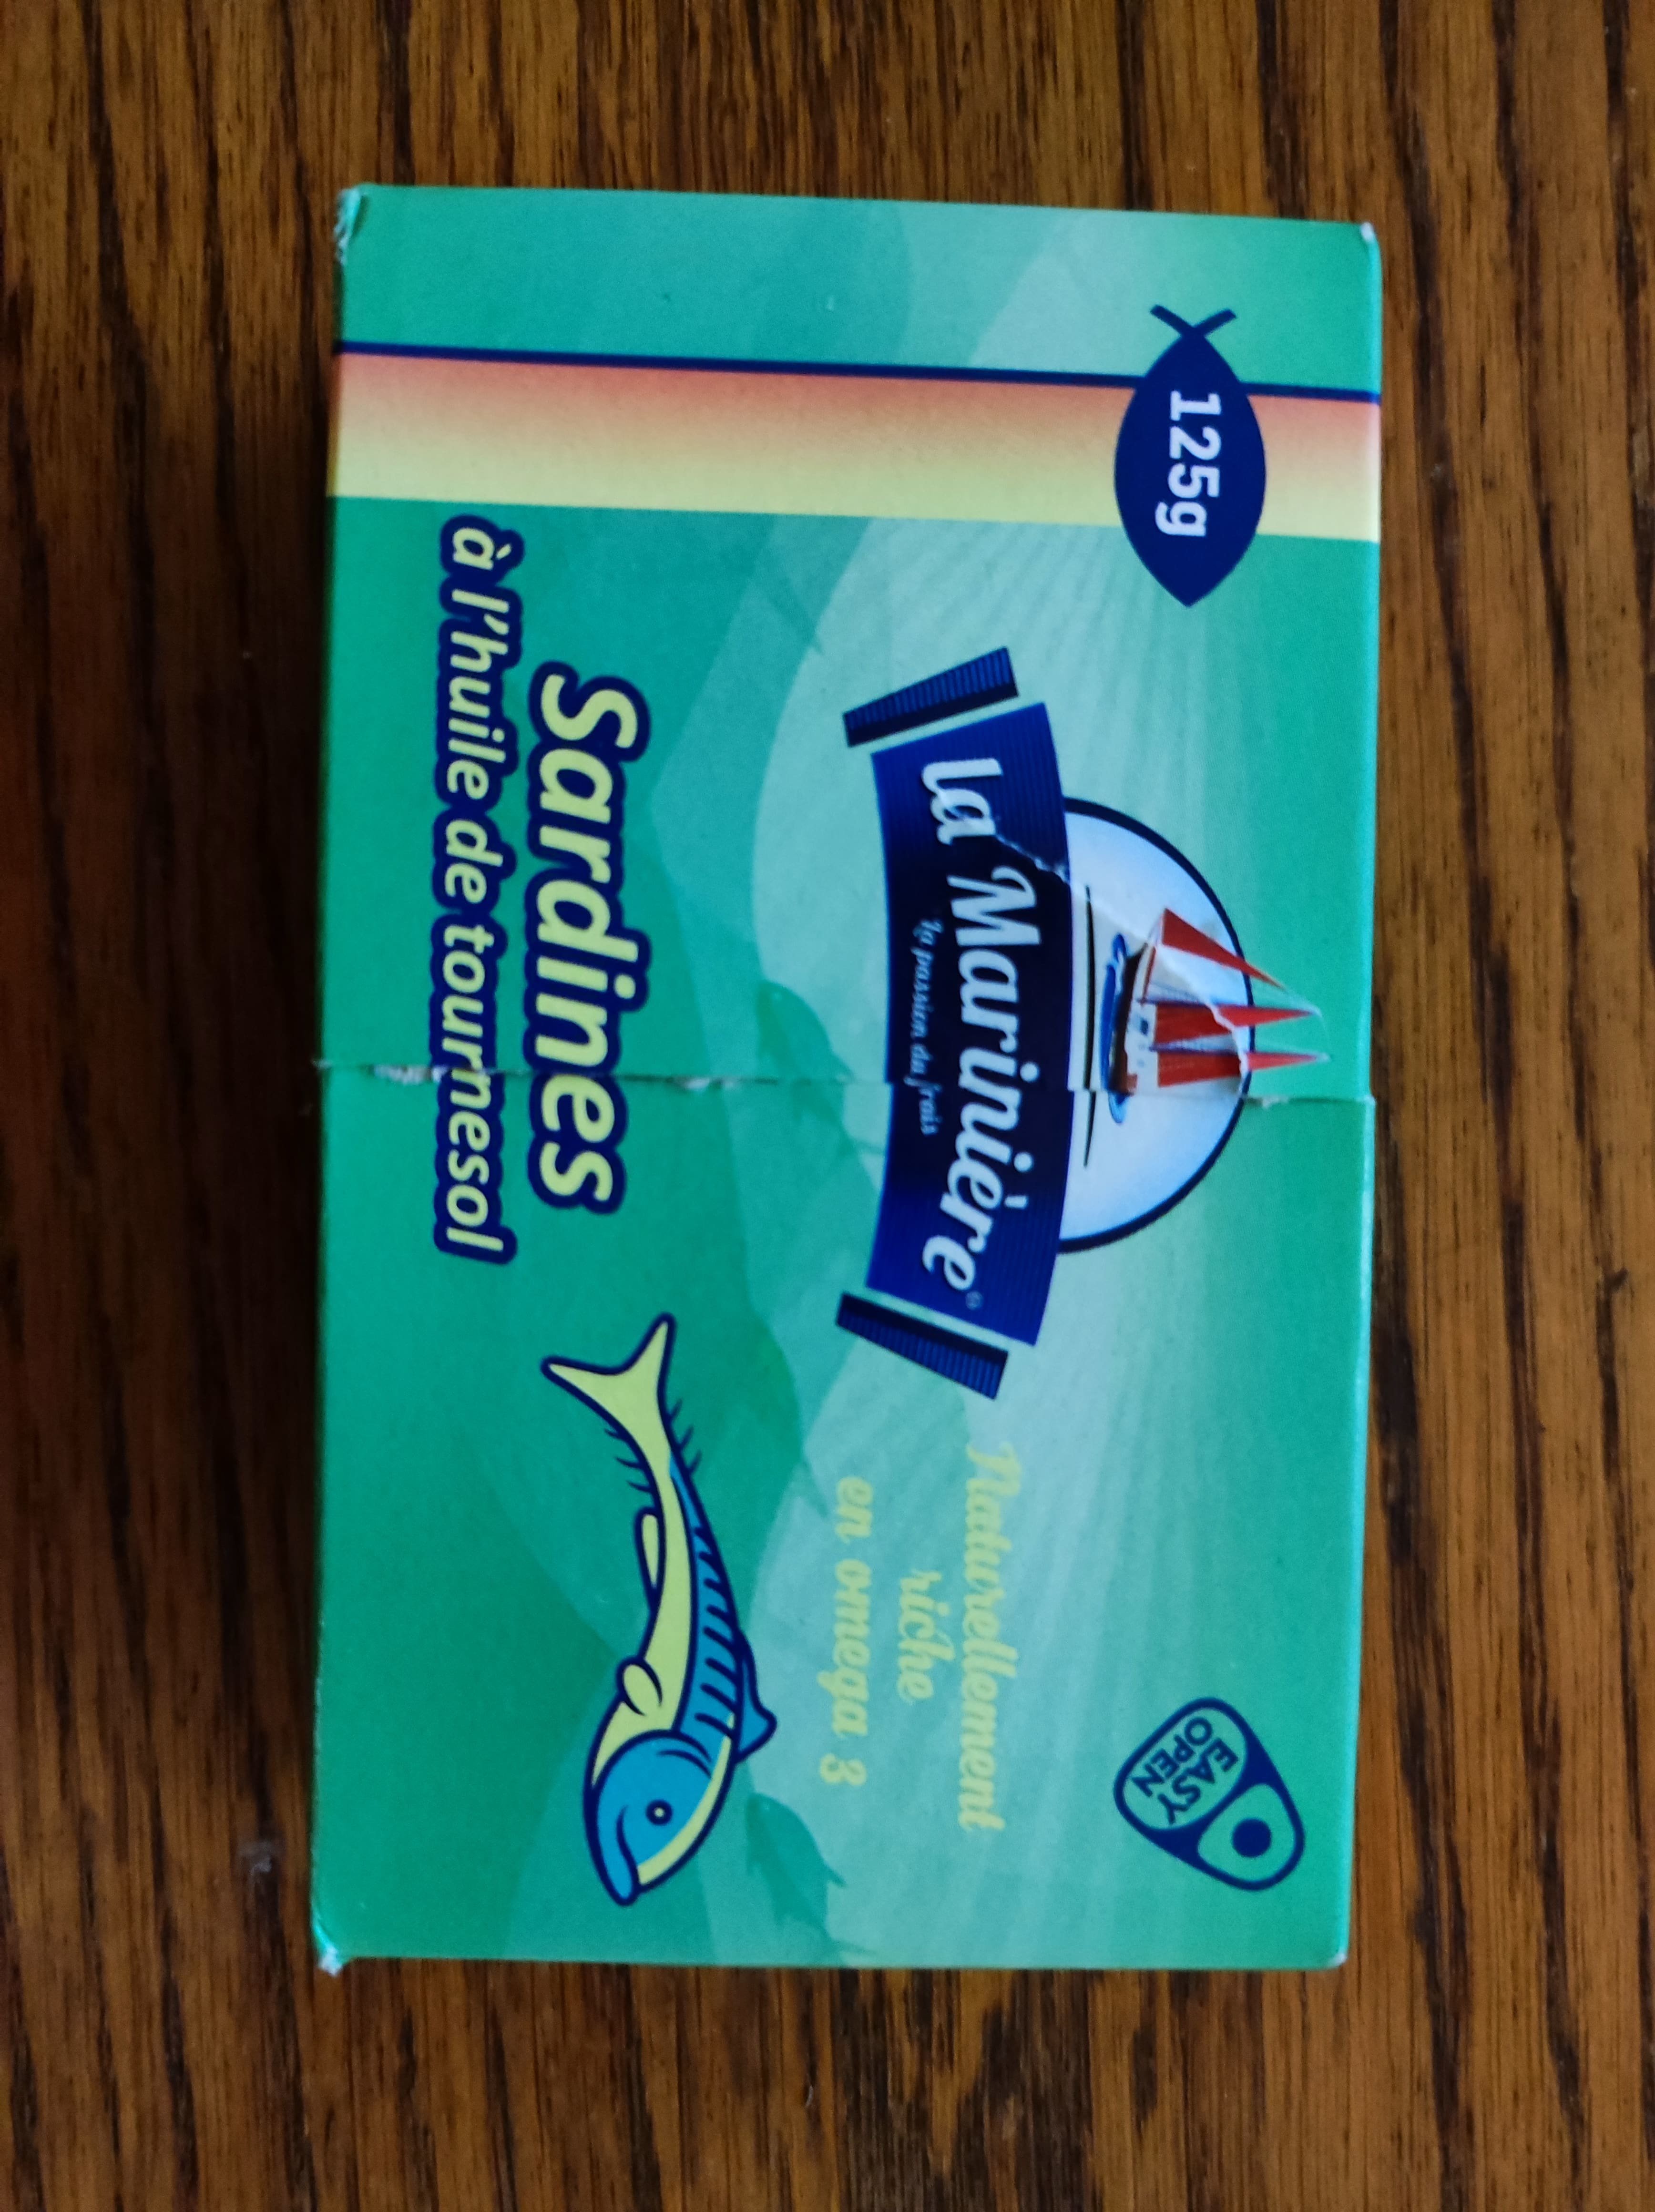 125g
La Marinière
la passion du frais
EASY
OPEN
Naturellement
riche
en omega 3
Sardines
à l'huile de tournesol